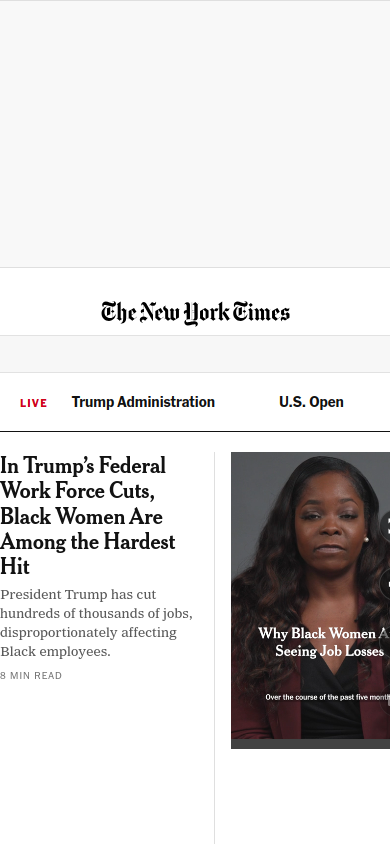 The New York Times
LIVE Trump Administration U.S. Open
In Trump's Federal
Work Force Cuts,
Black Women Are
Among the Hardest
Hit
President Trump has cut
hundreds of thousands of jobs,
disproportionately affecting
Black employees.
8 MIN READ
Why Black Women A
Seeing Job Losses
Over the course of the past five month